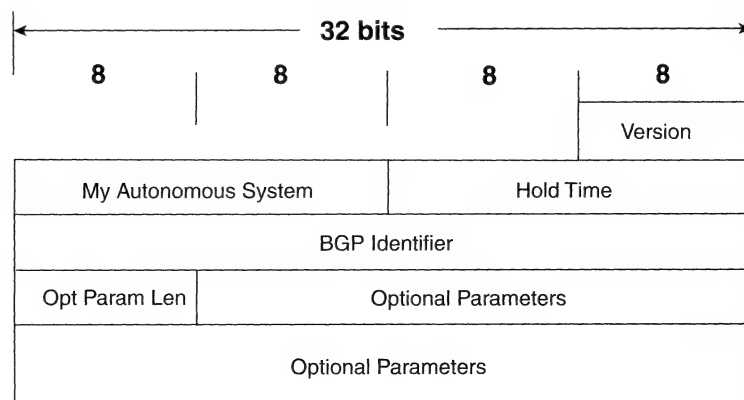 32 bits
8 8 8 8
Version
My Autonomous System Hold Time
BGP Identifier
Opt Param Len Optional Parameters
Optional Parameters